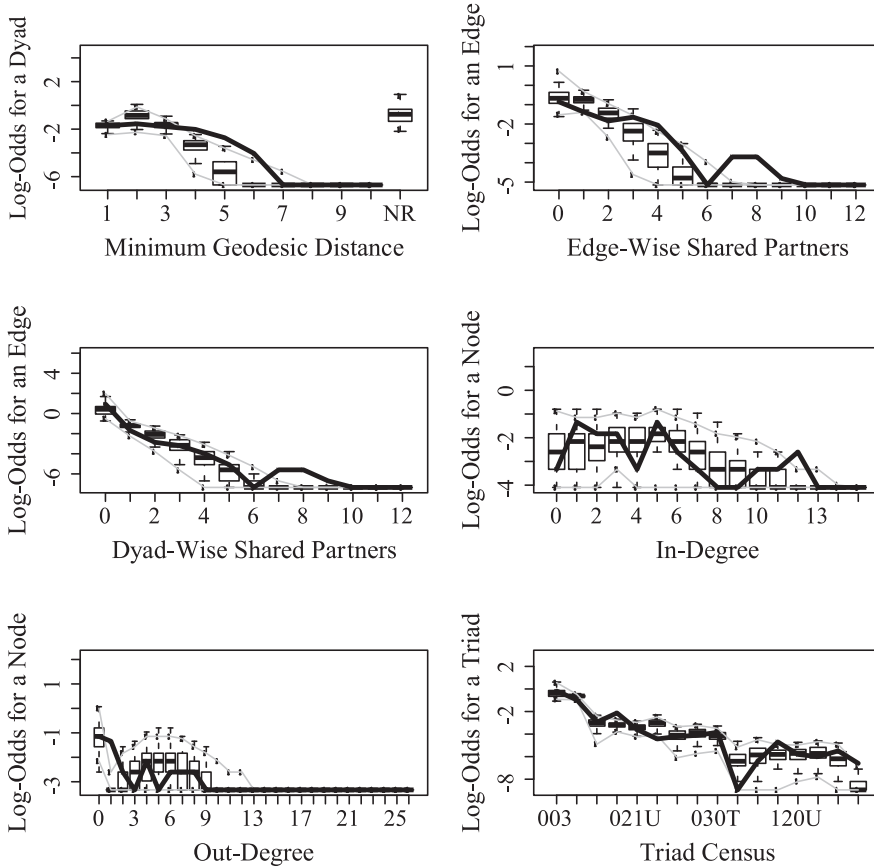 Log-Odds for a Dyad
2
-2
-6
1 3 5 7 9 NR
Minimum Geodesic Distance
Log-Odds for an Edge
1
-2
-5
0 2 4 6 8 10 12
Edge-Wise Shared Partners
Log-Odds for an Edge
4
0
-6
0 2 4 6 8 10 12
Dyad-Wise Shared Partners
Log-Odds for a Node
0
-2
-4
0 2 4 6 8 10 13
In-Degree
Log-Odds for a Node
1
-1
-3
0 3 6 9 13 17 21 25
Out-Degree
Log-Odds for a Triad
2
-2
-8
003 021U 030T 120U
Triad Census